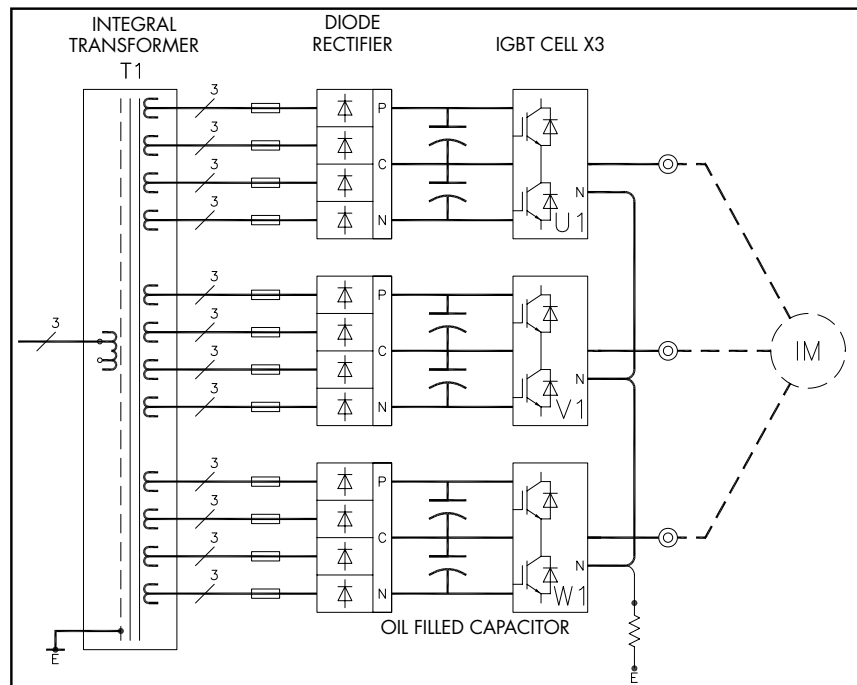 INTEGRAL
TRANSFORMER
T1
DIODE
RECTIFIER
IGBT CELL X3
3
3
3
3
P
C
N
N
U1
3
3
3
3
3
P
C
N
N
V1
IM
3
3
3
3
P
C
N
N
W1
OIL FILLED CAPACITOR
E
E